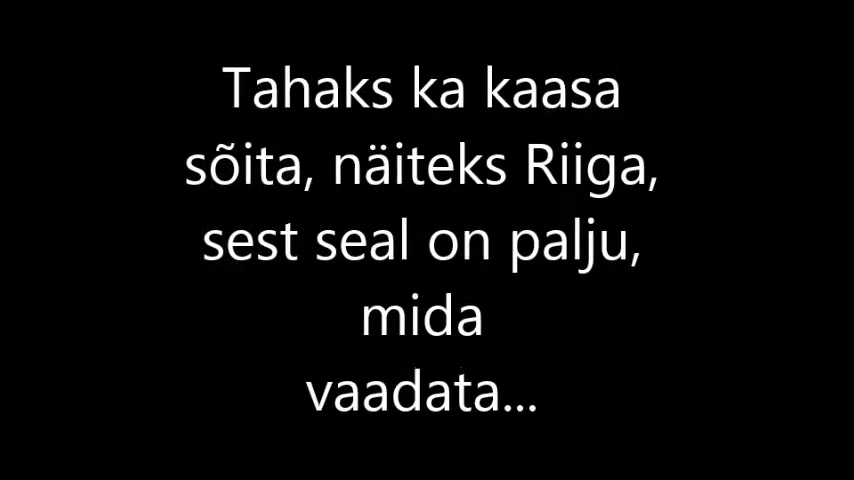 Tahaks ka kaasa
sõita, näiteks Riiga,
sest seal on palju,
mida
vaadata...